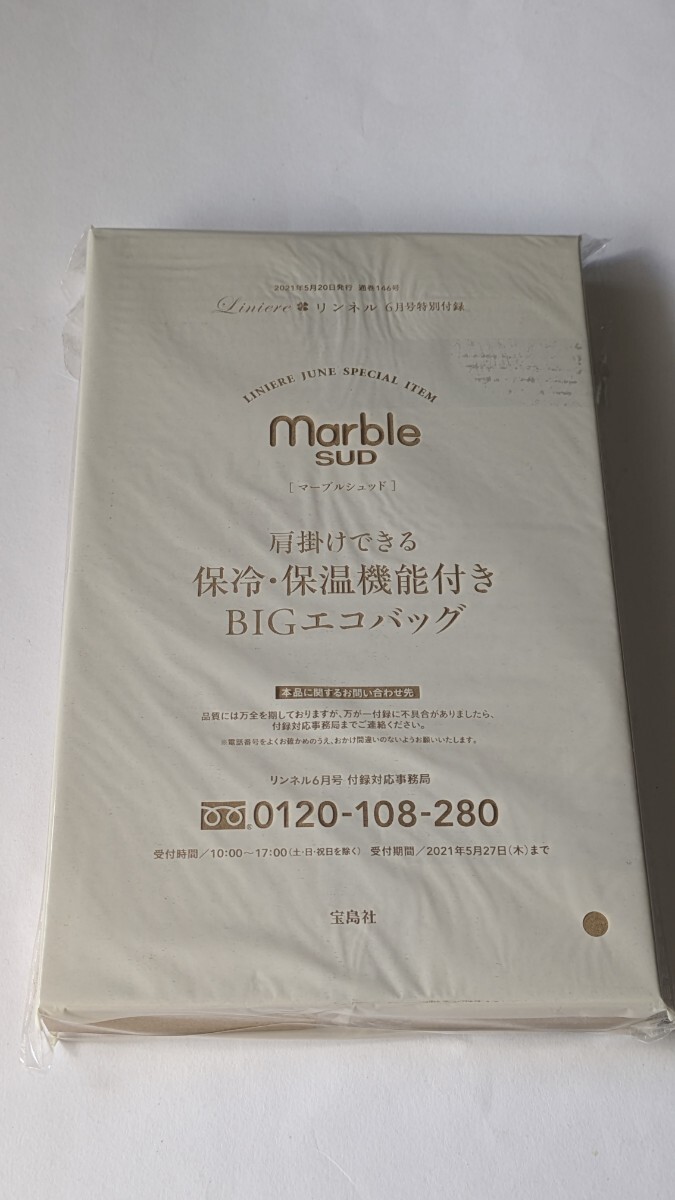 2021年5月20日発行 通巻146号
Liniere リンネル 6月号特別付録
LINIERE JUNE SPECIAL ITEM
marble
SUD
[マーブルシュッド]
肩掛けできる
保冷・保温機能付き
BIGエコバッグ
本品に関するお問い合わせ先
品質には万全を期しておりますが、万が一付録に不具合がありましたら、
付録対応事務局までご連絡ください。
※電話番号をよくお確かめのうえ、おかけ間違いのないようお願いいたします。
リンネル6月号 付録対応事務局
0120-108-280
受付時間/10:00〜17:00(土・日・祝日を除く) 受付期間/2021年5月27日(木)まで
宝島社